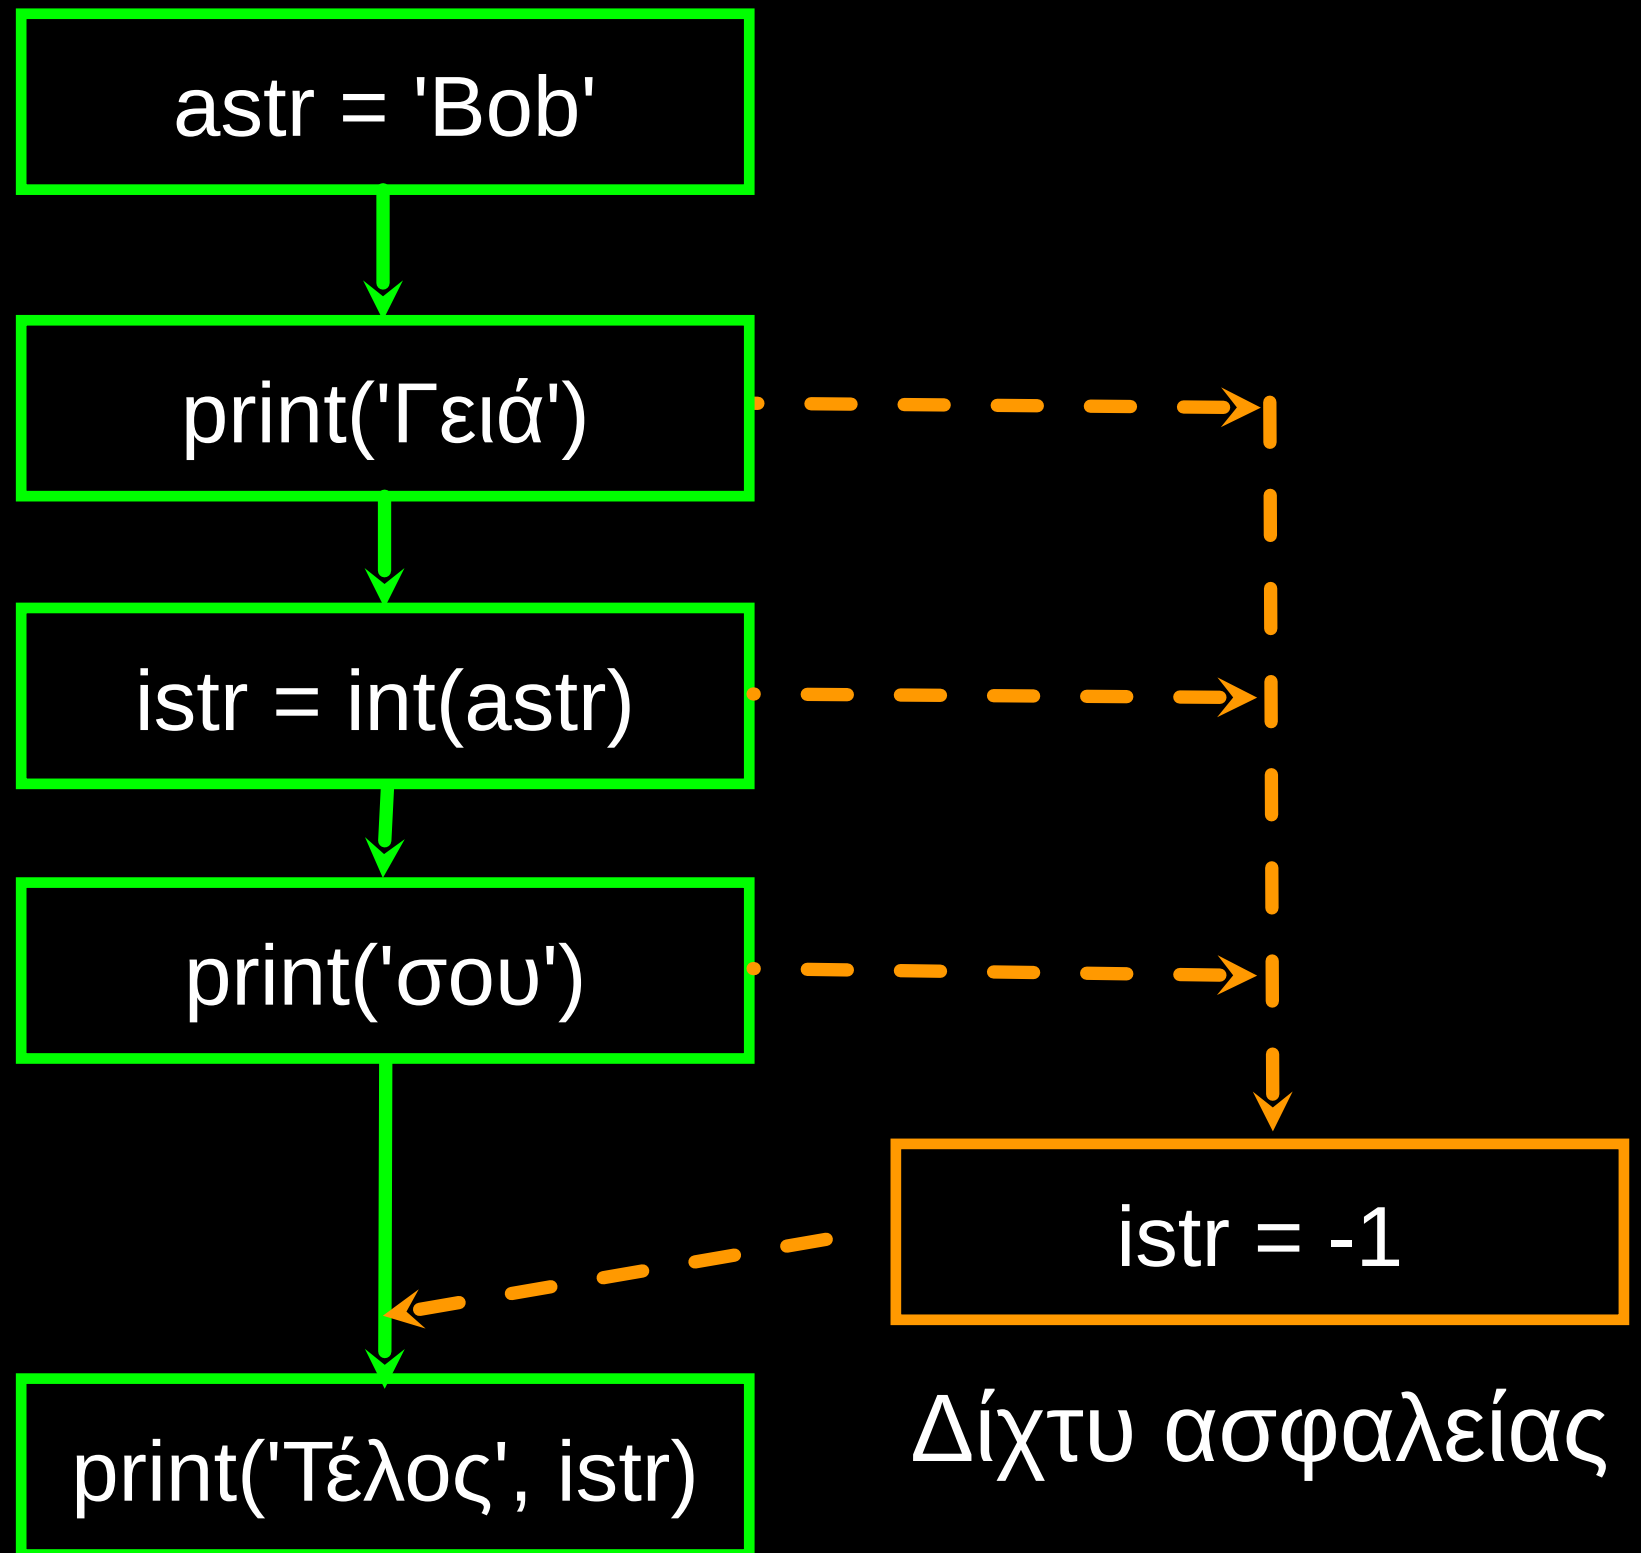 astr = 'Bob'
print('Γειά')
istr = int(astr)
print('σου')
istr = -1
Δίχτυ ασφαλείας
print('Τέλος', istr)